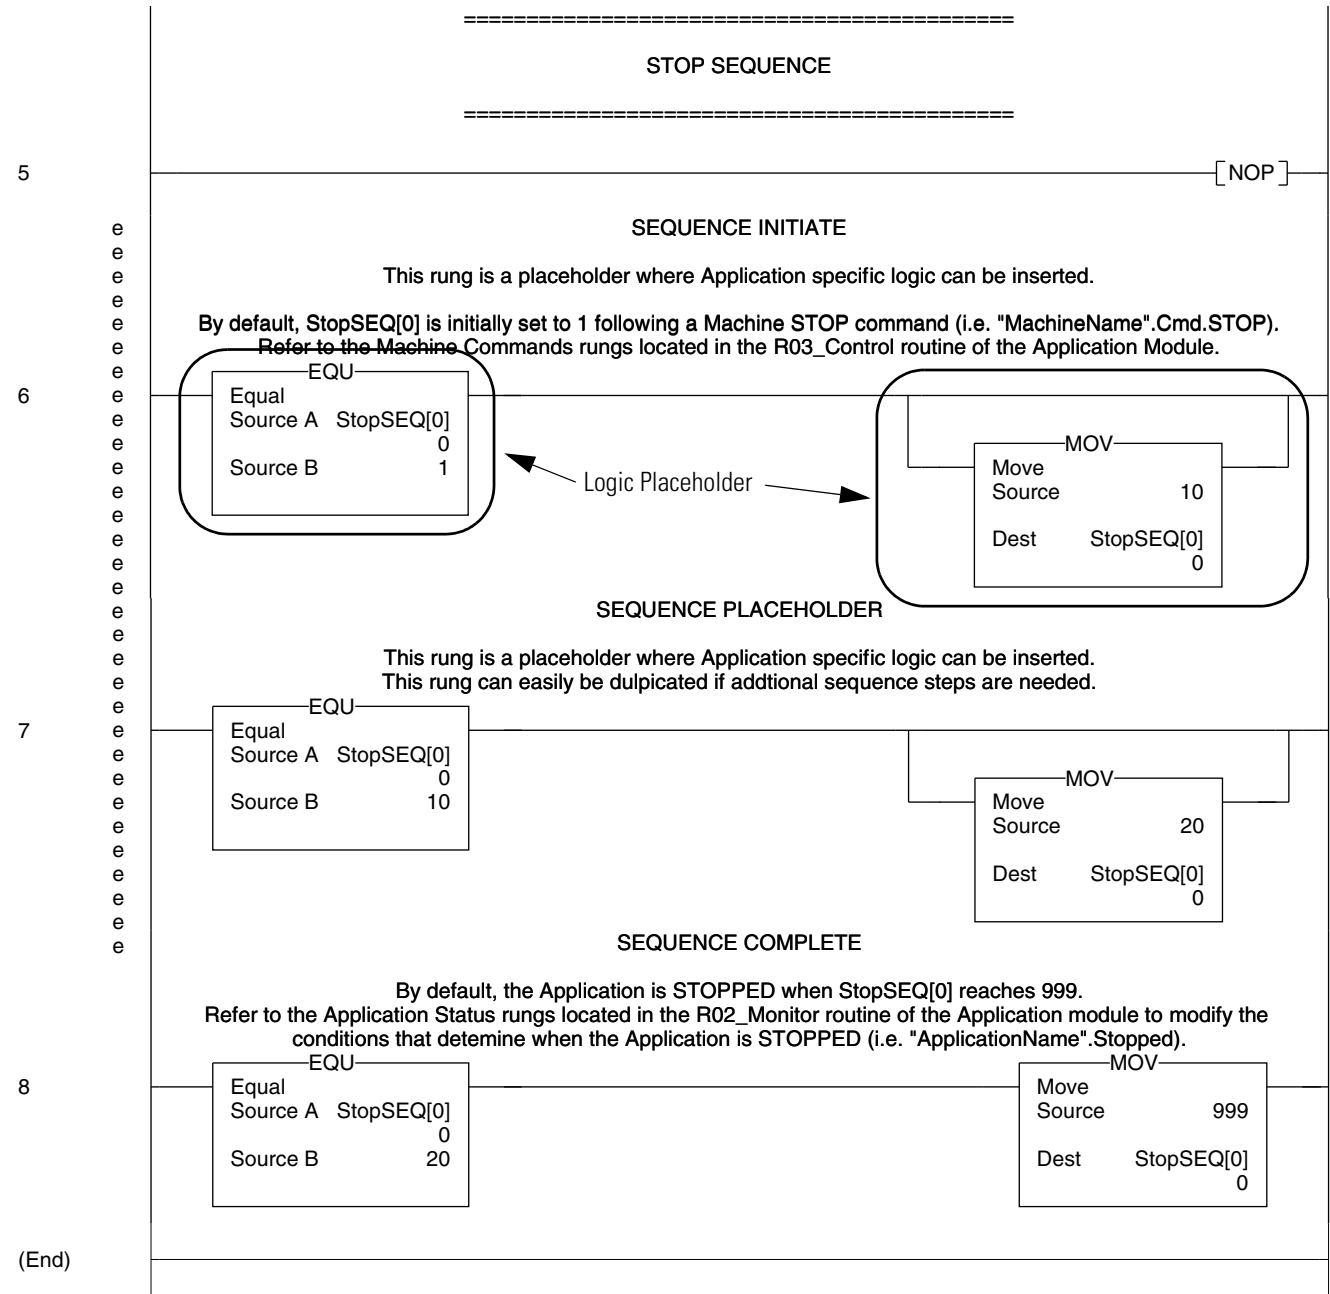 ============================================
STOP SEQUENCE
============================================
5
[NOP]
SEQUENCE INITIATE
e
e
This rung is a placeholder where Application specific logic can be inserted.
e
e
By default, StopSEQ[0] is initially set to 1 following a Machine STOP command (i.e. "MachineName".Cmd.STOP).
e
Refer to the Machine Commands rungs located in the R03_Control routine of the Application Module.
e
EQU
e
6
e
Equal
e
Source A StopSEQ[0]
e
0
MOV
e
Source B 1
Move
e
Logic Placeholder
Source 10
e
e
Dest StopSEQ[0]
e
0
e
e
SEQUENCE PLACEHOLDER
e
e
This rung is a placeholder where Application specific logic can be inserted.
e
This rung can easily be dulpicated if addtional sequence steps are needed.
e
EQU
e
7
e
Equal
e
Source A StopSEQ[0]
e
0
MOV
e
Source B 10
Move
e
Source 20
e
e
Dest StopSEQ[0]
e
0
e
e
SEQUENCE COMPLETE
By default, the Application is STOPPED when StopSEQ[0] reaches 999.
Refer to the Application Status rungs located in the R02_Monitor routine of the Application module to modify the
conditions that detemine when the Application is STOPPED (i.e. "ApplicationName".Stopped).
EQU
MOV
8
Equal
Move
Source A StopSEQ[0]
Source 999
0
Source B 20
Dest StopSEQ[0]
0
(End)